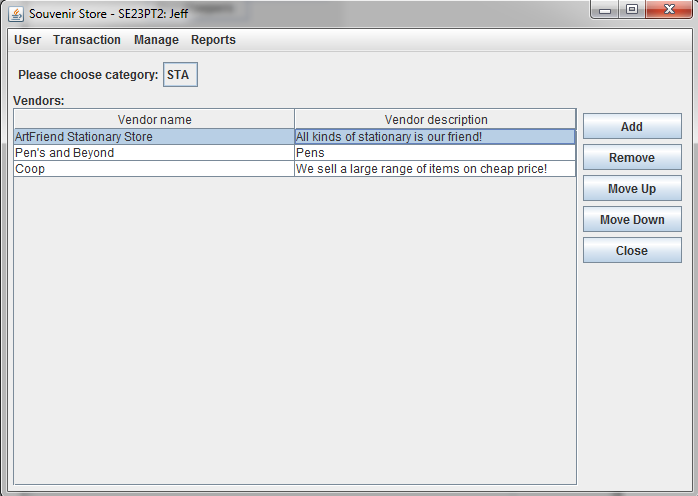 Souvenir Store - SE23PT2: Jeff
User Transaction Manage Reports
Please choose category: STA
Vendors:
Vendor name Vendor description
ArtFriend Stationary Store All kinds of stationary is our friend!
Pen's and Beyond Pens
Coop We sell a large range of items on cheap price!
Add
Remove
Move Up
Move Down
Close